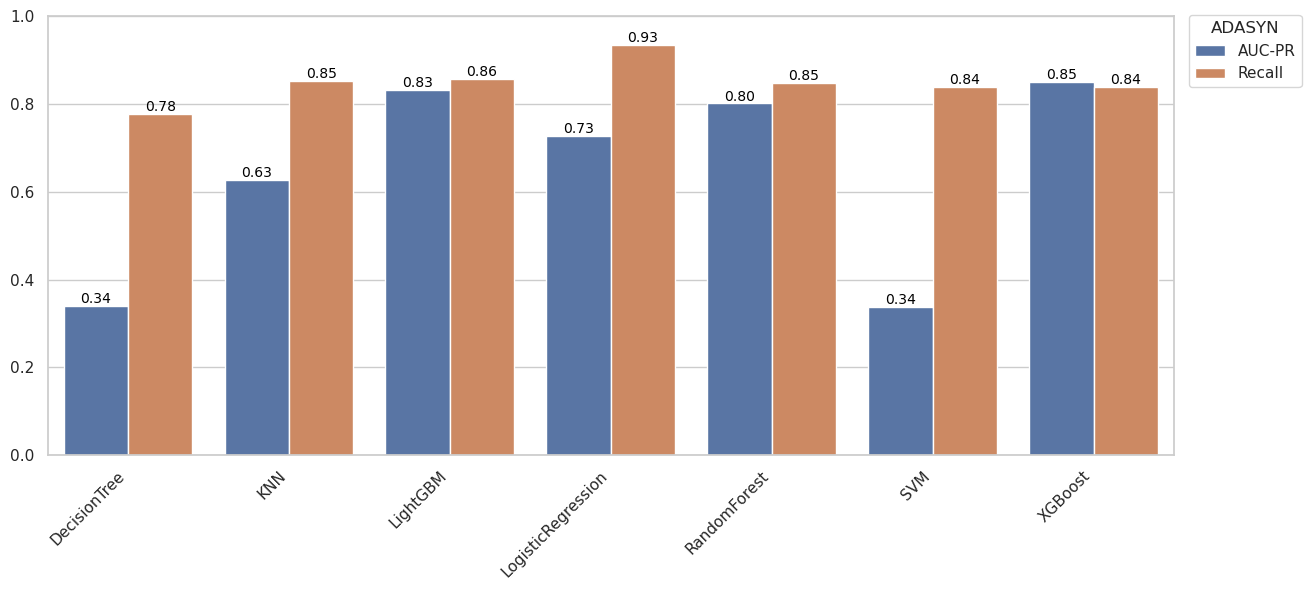 1.0
0.8
0.6
0.4
0.2
0.0
0.34
0.78
0.63
0.85
0.83
0.86
0.73
0.93
0.80
0.85
0.34
0.84
0.85
0.84
DecisionTree
KNN
LightGBM
LogisticRegression
RandomForest
SVM
XGBoost
ADASYN
AUC-PR
Recall